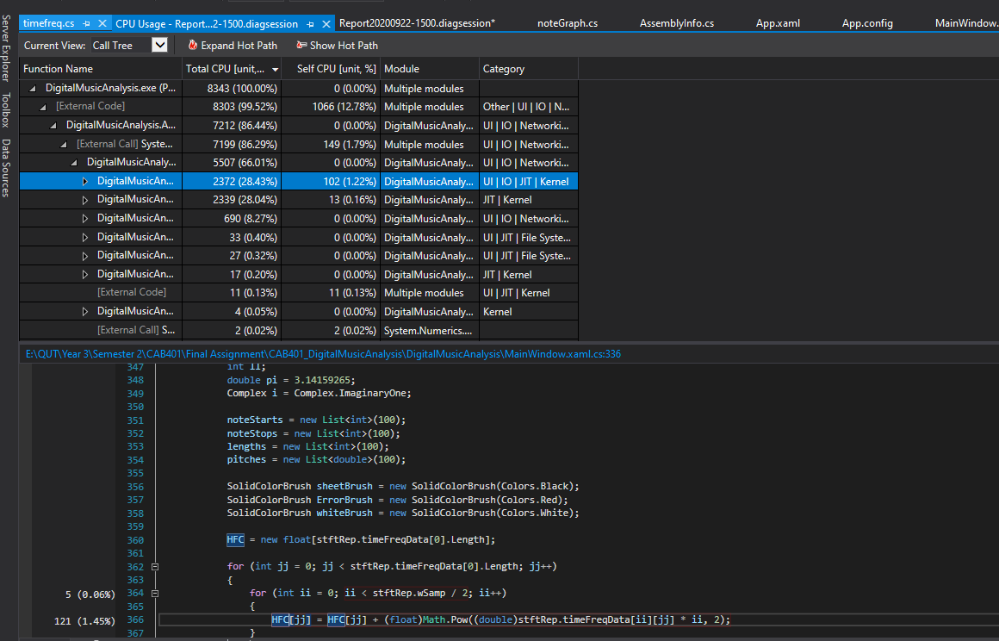 timefreq.cs
CPU Usage - Report...2-1500.diagsession
Report20200922-1500.diagsession*
noteGraph.cs
AssemblyInfo.cs
App.xaml
App.config
MainWindow.
Server Explorer
Toolbox
Data Sources
Current View: Call Tree
Expand Hot Path
Show Hot Path
Function Name Total CPU [unit,... Self CPU [unit, %] Module Category
DigitalMusicAnalysis.exe (P... 8343 (100.00%) 0 (0.00%) Multiple modules
[External Code] 8303 (99.52%) 1066 (12.78%) Multiple modules Other | UI | IO | N...
DigitalMusicAnalysis.A... 7212 (86.44%) 0 (0.00%) DigitalMusicAnaly... UI | IO | Networki...
[External Call] Syste... 7199 (86.29%) 149 (1.79%) Multiple modules UI | IO | Networki...
DigitalMusicAnaly... 5507 (66.01%) 0 (0.00%) DigitalMusicAnaly... UI | IO | Networki...
DigitalMusicAn... 2372 (28.43%) 102 (1.22%) DigitalMusicAnaly... UI | IO | JIT | Kernel
DigitalMusicAn... 2339 (28.04%) 13 (0.16%) DigitalMusicAnaly... JIT | Kernel
DigitalMusicAn... 690 (8.27%) 0 (0.00%) DigitalMusicAnaly... UI | IO | Networki...
DigitalMusicAn... 33 (0.40%) 0 (0.00%) DigitalMusicAnaly... UI | JIT | File Syste...
DigitalMusicAn... 27 (0.32%) 0 (0.00%) DigitalMusicAnaly... UI | JIT | File Syste...
DigitalMusicAn... 17 (0.20%) 0 (0.00%) DigitalMusicAnaly... JIT | Kernel
[External Code] 11 (0.13%) 11 (0.13%) Multiple modules UI | JIT | Kernel
DigitalMusicAn... 4 (0.05%) 0 (0.00%) DigitalMusicAnaly... Kernel
[External Call] S... 2 (0.02%) 2 (0.02%) System.Numerics....
E:\QUT\Year 3\Semester 2\CAB401\Final Assignment\CAB401_DigitalMusicAnalysis\DigitalMusicAnalysis\MainWindow.xaml.cs:336
347 int ll;
348 double pi = 3.14159265;
349 Complex i = Complex.ImaginaryOne;
350
351 noteStarts = new List<int>(100);
352 noteStops = new List<int>(100);
353 lengths = new List<int>(100);
354 pitches = new List<double>(100);
355
356 SolidColorBrush sheetBrush = new SolidColorBrush(Colors.Black);
357 SolidColorBrush ErrorBrush = new SolidColorBrush(Colors.Red);
358 SolidColorBrush whiteBrush = new SolidColorBrush(Colors.White);
359
360 HFC = new float[stftRep.timeFreqData[0].Length];
361
362 for (int jj = 0; jj < stftRep.timeFreqData[0].Length; jj++)
363 {
5 (0.06%) 364 for (int ii = 0; ii < stftRep.wSamp / 2; ii++)
365 {
121 (1.45%) 366 HFC[jj] = HFC[jj] + (float)Math.Pow((double)stftRep.timeFreqData[ii][jj] * ii, 2);
367 }